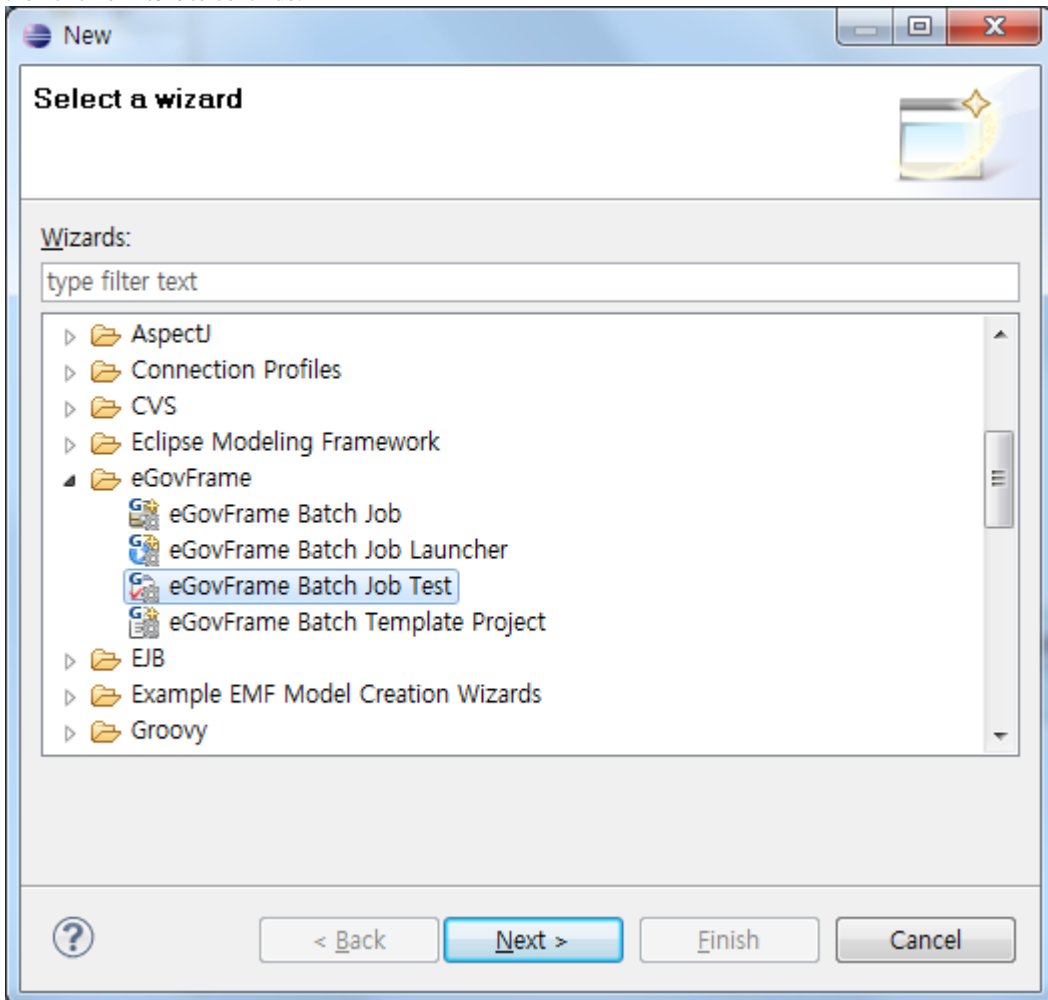 New
Select a wizard
Wizards:
type filter text
AspectJ
Connection Profiles
CVS
Eclipse Modeling Framework
eGovFrame
eGovFrame Batch Job
eGovFrame Batch Job Launcher
eGovFrame Batch Job Test
eGovFrame Batch Template Project
EJB
Example EMF Model Creation Wizards
Groovy
< Back Next > Finish Cancel